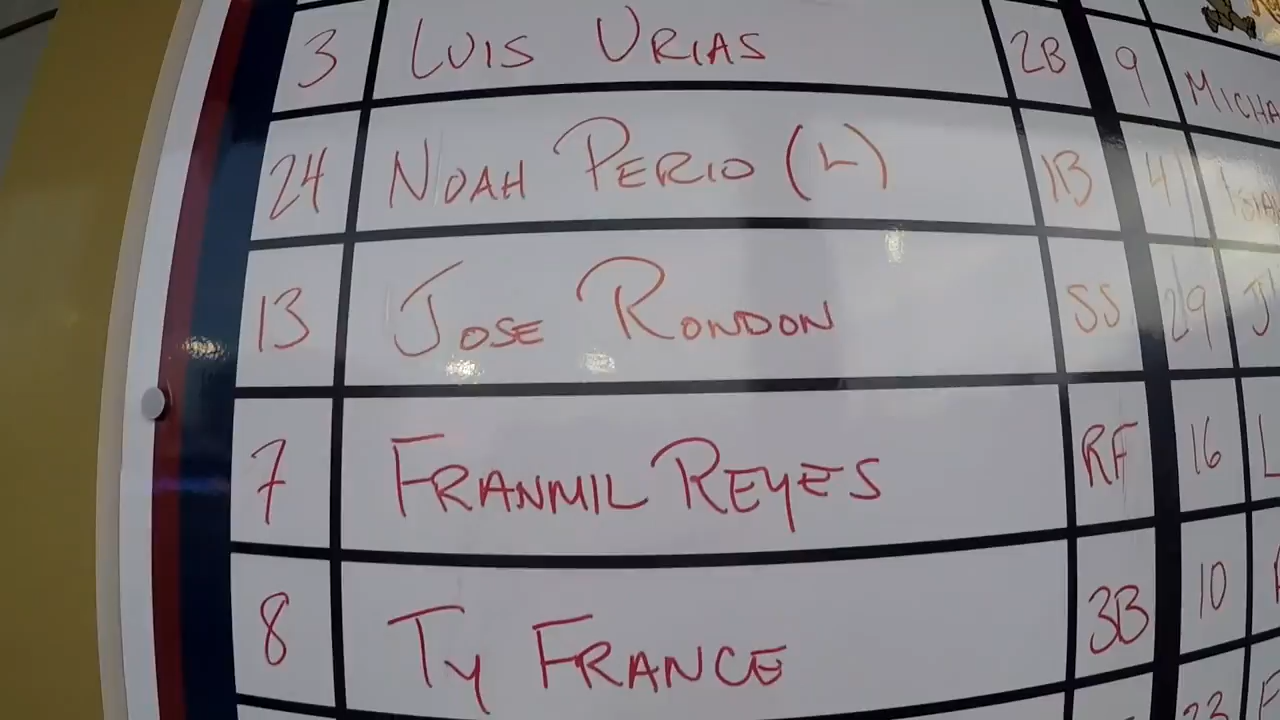 3 LUIS URIAS 2B 9
24 NOAH PERIO (L) 1B 41
13 JOSE RONDON SS 29
7 FRANMIL REYES RF 16
8 TY FRANCE 3B 10